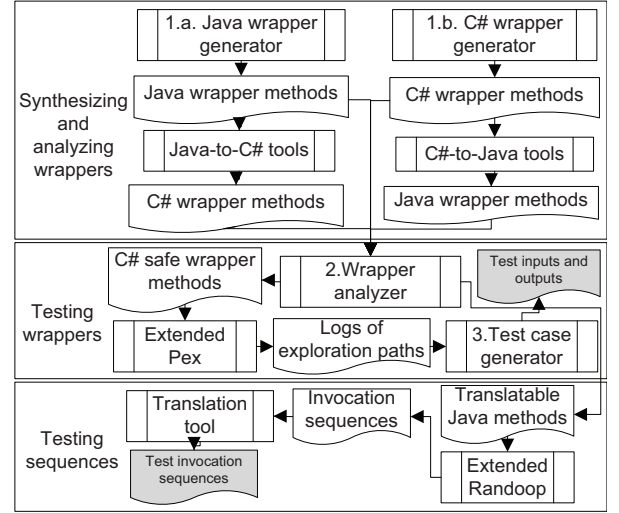 Synthesizing
and
analyzing
wrappers
1.a. Java wrapper
generator
1.b. C# wrapper
generator
Java wrapper methods
C# wrapper methods
Java-to-C# tools
C#-to-Java tools
C# wrapper methods
Java wrapper methods
Testing
wrappers
C# safe wrapper
methods
2.Wrapper
analyzer
Test inputs and
outputs
Extended
Pex
Logs of
exploration paths
3.Test case
generator
Testing
sequences
Translation
tool
Invocation
sequences
Translatable
Java methods
Test invocation
sequences
Extended
Randoop